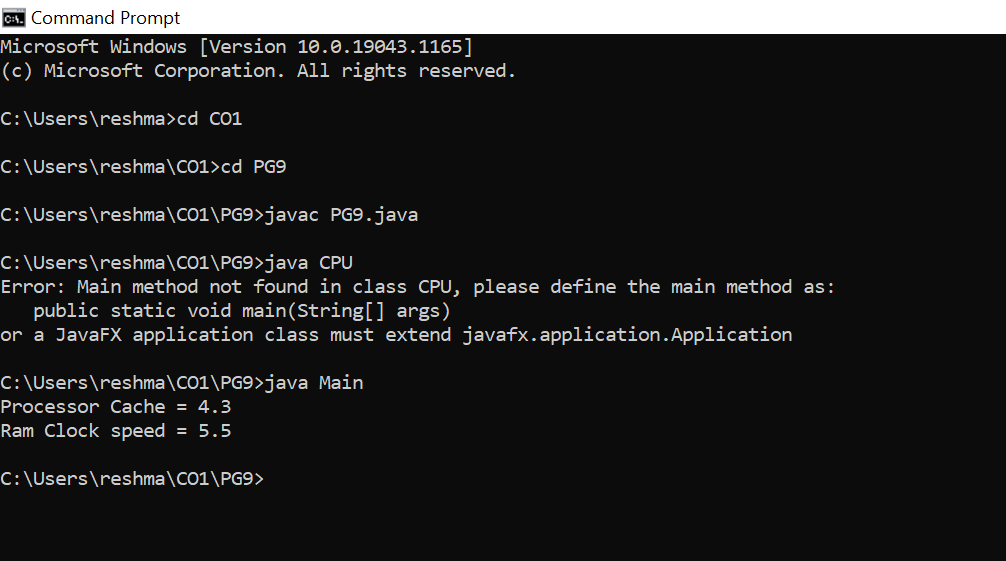 Command Prompt
Microsoft Windows [Version 10.0.19043.1165]
(c) Microsoft Corporation. All rights reserved.
C:\Users\reshma>cd CO1
C:\Users\reshma\CO1>cd PG9
C:\Users\reshma\CO1\PG9>javac PG9.java
C:\Users\reshma\CO1\PG9>java CPU
Error: Main method not found in class CPU, please define the main method as:
   public static void main(String[] args)
or a JavaFX application class must extend javafx.application.Application
C:\Users\reshma\CO1\PG9>java Main
Processor Cache = 4.3
Ram Clock speed = 5.5
C:\Users\reshma\CO1\PG9>